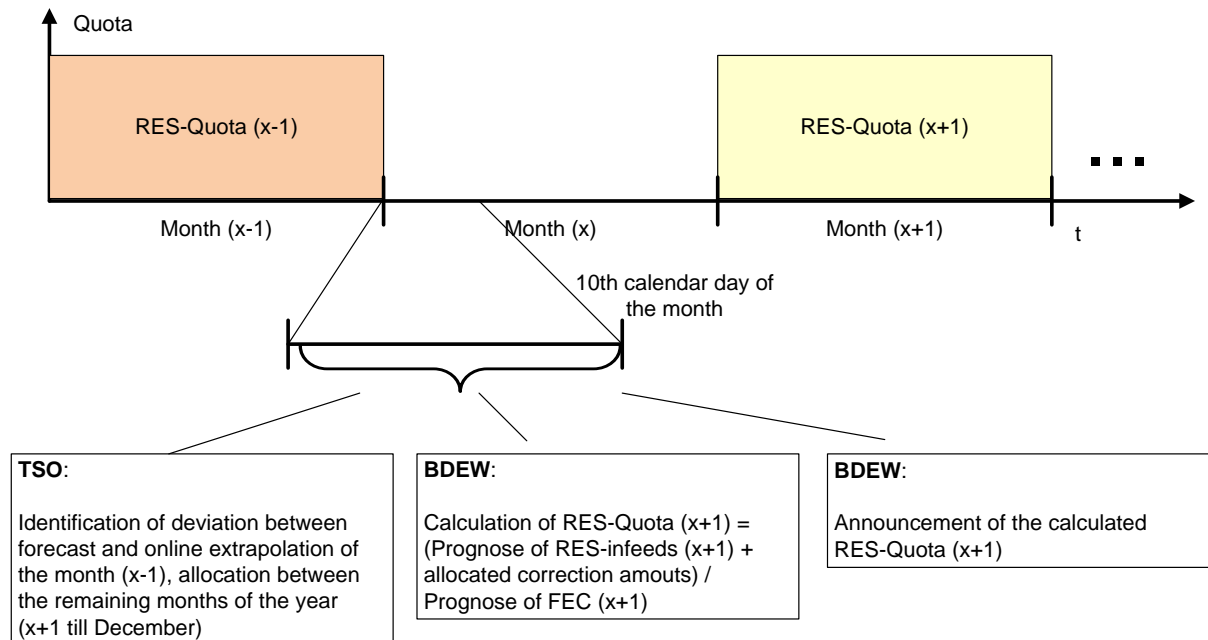 Quota
RES-Quota (x-1)
RES-Quota (x+1)
Month (x-1)
Month (x)
Month (x+1)
t
10th calendar day of
the month
TSO:
Identification of deviation between
forecast and online extrapolation of
the month (x-1), allocation between
the remaining months of the year
(x+1 till December)
BDEW:
Calculation of RES-Quota (x+1) =
(Prognose of RES-infeeds (x+1) +
allocated correction amouts) /
Prognose of FEC (x+1)
BDEW:
Announcement of the calculated
RES-Quota (x+1)